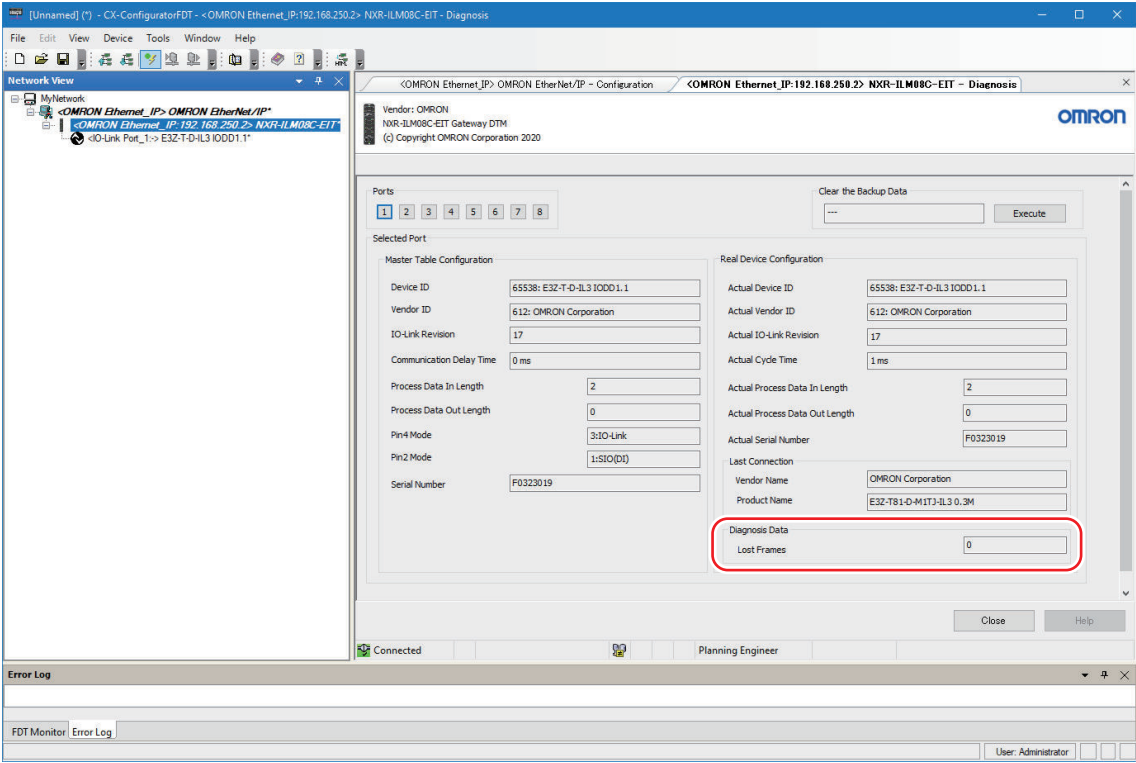 [Unnamed] (*) - CX-ConfiguratorFDT - <OMRON Ethernet_IP:192.168.250.2> NXR-ILM08C-EIT - Diagnosis
File Edit View Device Tools Window Help
Network View
MyNetwork
<OMRON Ethernet_IP> OMRON EtherNet/IP*
<OMRON Ethernet_IP:192.168.250.2> NXR-ILM08C-EIT*
<IO-Link Port_1:-> E3Z-T-D-IL3 IODD1.1*
<OMRON Ethernet_IP> OMRON EtherNet/IP - Configuration
<OMRON Ethernet_IP:192.168.250.2> NXR-ILM08C-EIT - Diagnosis
Vendor: OMRON
NXR-ILM08C-EIT Gateway DTM
(c) Copyright OMRON Corporation 2020
OMRON
Ports
1 2 3 4 5 6 7 8
Clear the Backup Data
--- Execute
Selected Port
Master Table Configuration
Device ID 65538: E3Z-T-D-IL3 IODD1.1
Vendor ID 612: OMRON Corporation
IO-Link Revision 17
Communication Delay Time 0 ms
Process Data In Length 2
Process Data Out Length 0
Pin4 Mode 3:IO-Link
Pin2 Mode 1:SIO(DI)
Serial Number F0323019
Real Device Configuration
Actual Device ID 65538: E3Z-T-D-IL3 IODD1.1
Actual Vendor ID 612: OMRON Corporation
Actual IO-Link Revision 17
Actual Cycle Time 1 ms
Actual Process Data In Length 2
Actual Process Data Out Length 0
Actual Serial Number F0323019
Last Connection
Vendor Name OMRON Corporation
Product Name E3Z-T81-D-M1TJ-IL3 0.3M
Diagnosis Data
Lost Frames 0
Close Help
Connected Planning Engineer
Error Log
FDT Monitor Error Log
User: Administrator